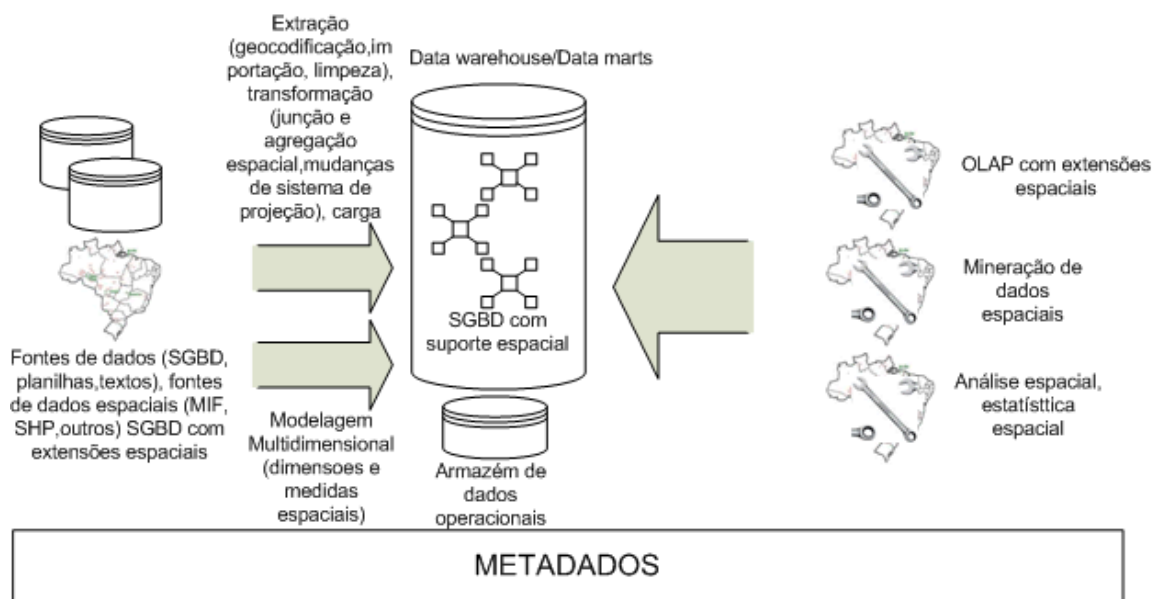 Extração
(geocodificação,im
portação, limpeza),
transformação
(junção e
agregação
espacial,mudanças
de sistema de
projeção), carga
Data warehouse/Data marts
SGBD com
suporte espacial
OLAP com extensões
espaciais
Mineração de
dados
espaciais
Análise espacial,
estatísttica
espacial
Fontes de dados (SGBD,
planilhas,textos), fontes
de dados espaciais (MIF,
SHP,outros) SGBD com
extensões espaciais
Modelagem
Multidimensional
(dimensoes e
medidas
espaciais)
Armazém de
dados
operacionais
METADADOS